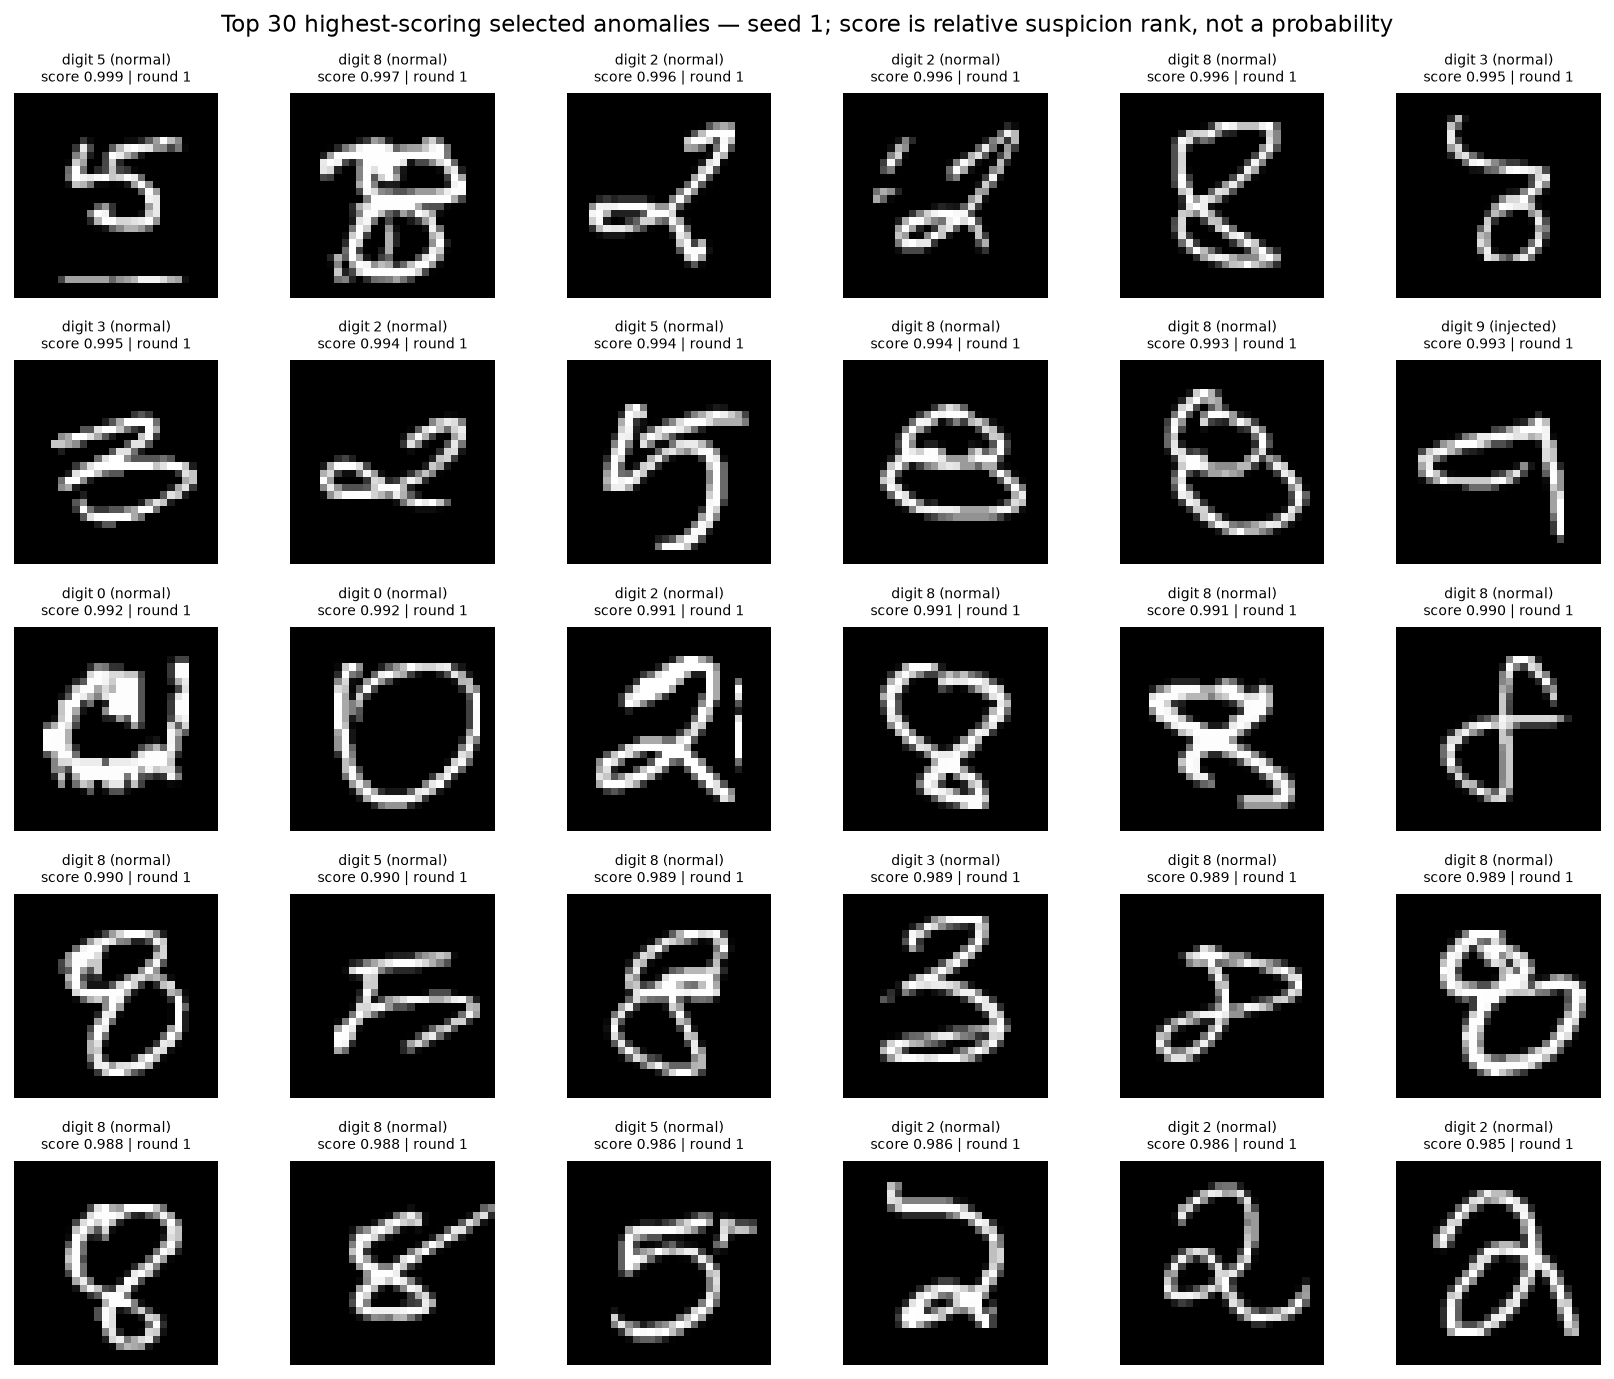 Top 30 highest-scoring selected anomalies — seed 1; score is relative suspicion rank, not a probability
digit 5 (normal)
score 0.999 | round 1
digit 8 (normal)
score 0.997 | round 1
digit 2 (normal)
score 0.996 | round 1
digit 2 (normal)
score 0.996 | round 1
digit 8 (normal)
score 0.996 | round 1
digit 3 (normal)
score 0.995 | round 1
digit 3 (normal)
score 0.995 | round 1
digit 2 (normal)
score 0.994 | round 1
digit 5 (normal)
score 0.994 | round 1
digit 8 (normal)
score 0.994 | round 1
digit 8 (normal)
score 0.993 | round 1
digit 9 (injected)
score 0.993 | round 1
digit 0 (normal)
score 0.992 | round 1
digit 0 (normal)
score 0.992 | round 1
digit 2 (normal)
score 0.991 | round 1
digit 8 (normal)
score 0.991 | round 1
digit 8 (normal)
score 0.991 | round 1
digit 8 (normal)
score 0.990 | round 1
digit 8 (normal)
score 0.990 | round 1
digit 5 (normal)
score 0.990 | round 1
digit 8 (normal)
score 0.989 | round 1
digit 3 (normal)
score 0.989 | round 1
digit 8 (normal)
score 0.989 | round 1
digit 8 (normal)
score 0.989 | round 1
digit 8 (normal)
score 0.988 | round 1
digit 8 (normal)
score 0.988 | round 1
digit 5 (normal)
score 0.986 | round 1
digit 2 (normal)
score 0.986 | round 1
digit 2 (normal)
score 0.986 | round 1
digit 2 (normal)
score 0.985 | round 1